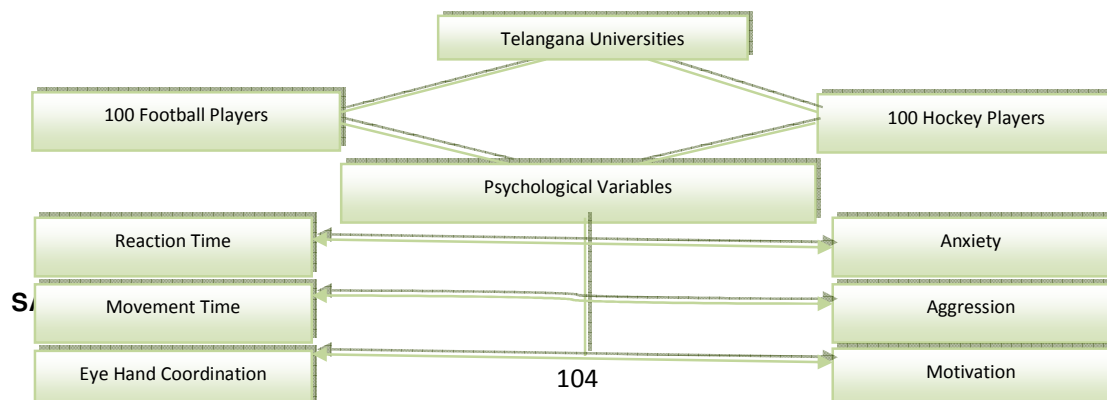 Telangana Universities
100 Football Players
100 Hockey Players
Psychological Variables
Reaction Time
Anxiety
Movement Time
Aggression
Eye Hand Coordination
104
Motivation